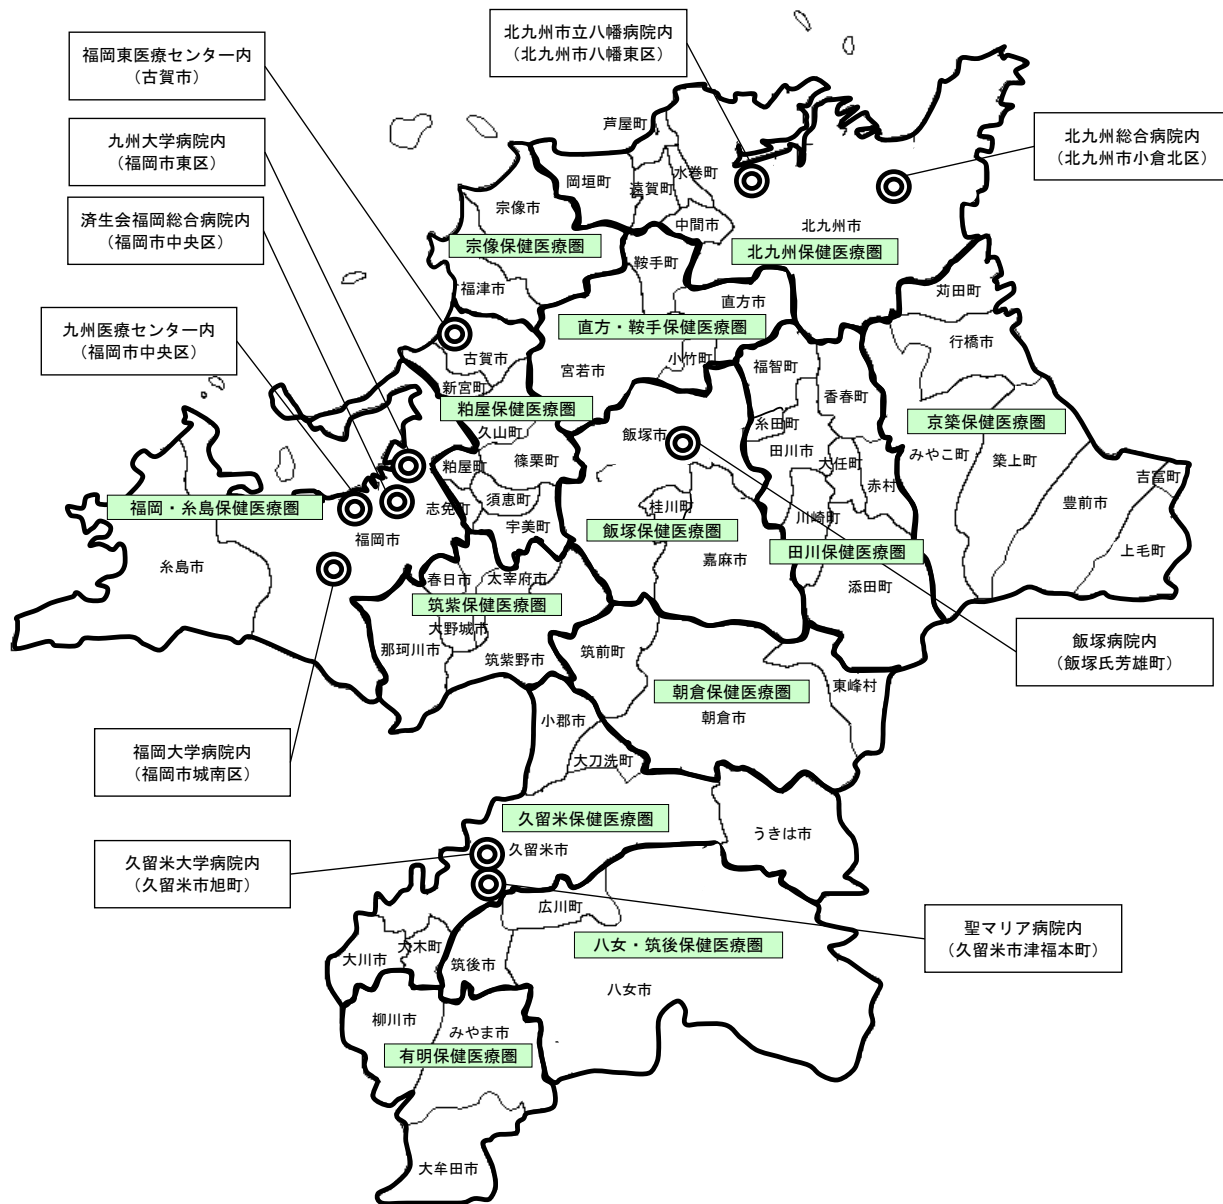 北九州市立八幡病院内
（北九州市八幡東区）
福岡東医療センター内
（古賀市）
九州大学病院内
（福岡市東区）
北九州総合病院内
（北九州市小倉北区）
済生会福岡総合病院内
（福岡市中央区）
九州医療センター内
（福岡市中央区）
芦屋町
岡垣町
遠賀町
水巻町
中間市
宗像市
北九州市
宗像保健医療圏
北九州保健医療圏
鞍手町
福津市
直方市
苅田町
直方・鞍手保健医療圏
行橋市
古賀市
宮若市
小竹町
福智町
新宮町
香春町
粕屋保健医療圏
京築保健医療圏
久山町
飯塚市
糸田町
田川市
みやこ町
築上町
粕屋町
篠栗町
大任町
赤村
吉富町
須恵町
志免町
桂川町
川崎町
豊前市
福岡・糸島保健医療圏
宇美町
飯塚保健医療圏
田川保健医療圏
上毛町
福岡市
嘉麻市
糸島市
春日市
太宰府市
添田町
筑紫保健医療圏
大野城市
那珂川市
筑紫野市
筑前町
飯塚病院内
（飯塚氏芳雄町）
朝倉保健医療圏
東峰村
朝倉市
小郡市
福岡大学病院内
（福岡市城南区）
大刀洗町
久留米保健医療圏
うきは市
久留米市
久留米大学病院内
（久留米市旭町）
広川町
聖マリア病院内
（久留米市津福本町）
八女・筑後保健医療圏
大川市
大木町
筑後市
八女市
柳川市
みやま市
有明保健医療圏
大牟田市